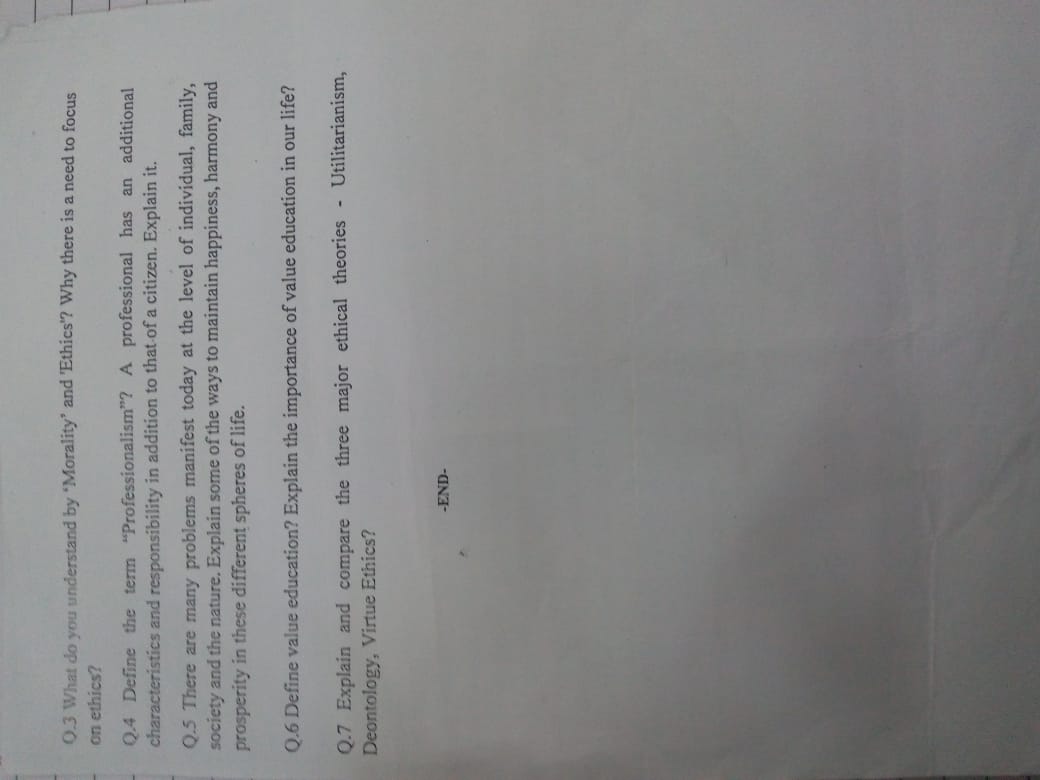 Q.3 What do you understand by ‘Morality’ and 'Ethics'? Why there is a need to focus
on ethics?
Q.4 Define the term “Professionalism”? A professional has an additional
characteristics and responsibility in addition to that of a citizen. Explain it.
Q.5 There are many problems manifest today at the level of individual, family,
society and the nature. Explain some of the ways to maintain happiness, harmony and
prosperity in these different spheres of life.
Q.6 Define value education? Explain the importance of value education in our life?
Q.7 Explain and compare the three major ethical theories - Utilitarianism,
Deontology, Virtue Ethics?
-END-